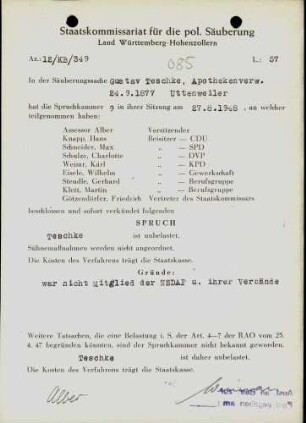 Staatskommissariat für die pol. Säuberung
Land Württemberg-Hohenzollern
Az.: 12/KB/349 085 L.: 57
In der Säuberungssache Gustav Teschke, Apothekenverw.
24.9.1877 Uttenweiler
hat die Spruchkammer 9 in ihrer Sitzung am 27.8.1948, an welcher
teilgenommen haben:
Assessor Alber Vorsitzender
Knapp, Hans Beisitzer — CDU
Schneider, Max „ — SPD
Schulze, Charlotte „ — DVP
Weiner, Karl „ — KPD
Eisele, Wilhelm „ — Gewerkschaft
Steudle, Gerhard „ — Berufsgruppe
Klett, Martin „ — Berufsgruppe
Götzendörfer, Friedrich Vertreter des Staatskommissars
beschlossen und sofort verkündet folgenden
SPRUCH
Teschke ist unbelastet.
Sühnemaßnahmen werden nicht angeordnet.
Die Kosten des Verfahrens trägt die Staatskasse.
Gründe:
war nicht Mitglied der NSDAP u. ihrer Verbände
Weitere Tatsachen, die eine Belastung i. S. der Art. 4—7 der RAO vom 25.
4. 47 begründen könnten, sind der Spruchkammer nicht bekannt geworden.
Teschke ist daher unbelastet.
Die Kosten des Verfahrens trägt die Staatskasse.
Alber